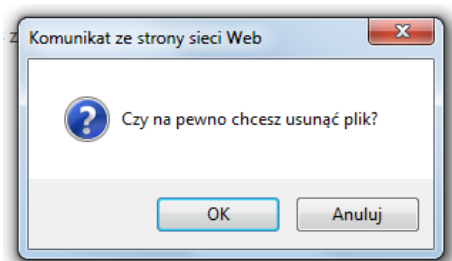 Komunikat ze strony sieci Web
Czy na pewno chcesz usunąć plik?
OK
Anuluj